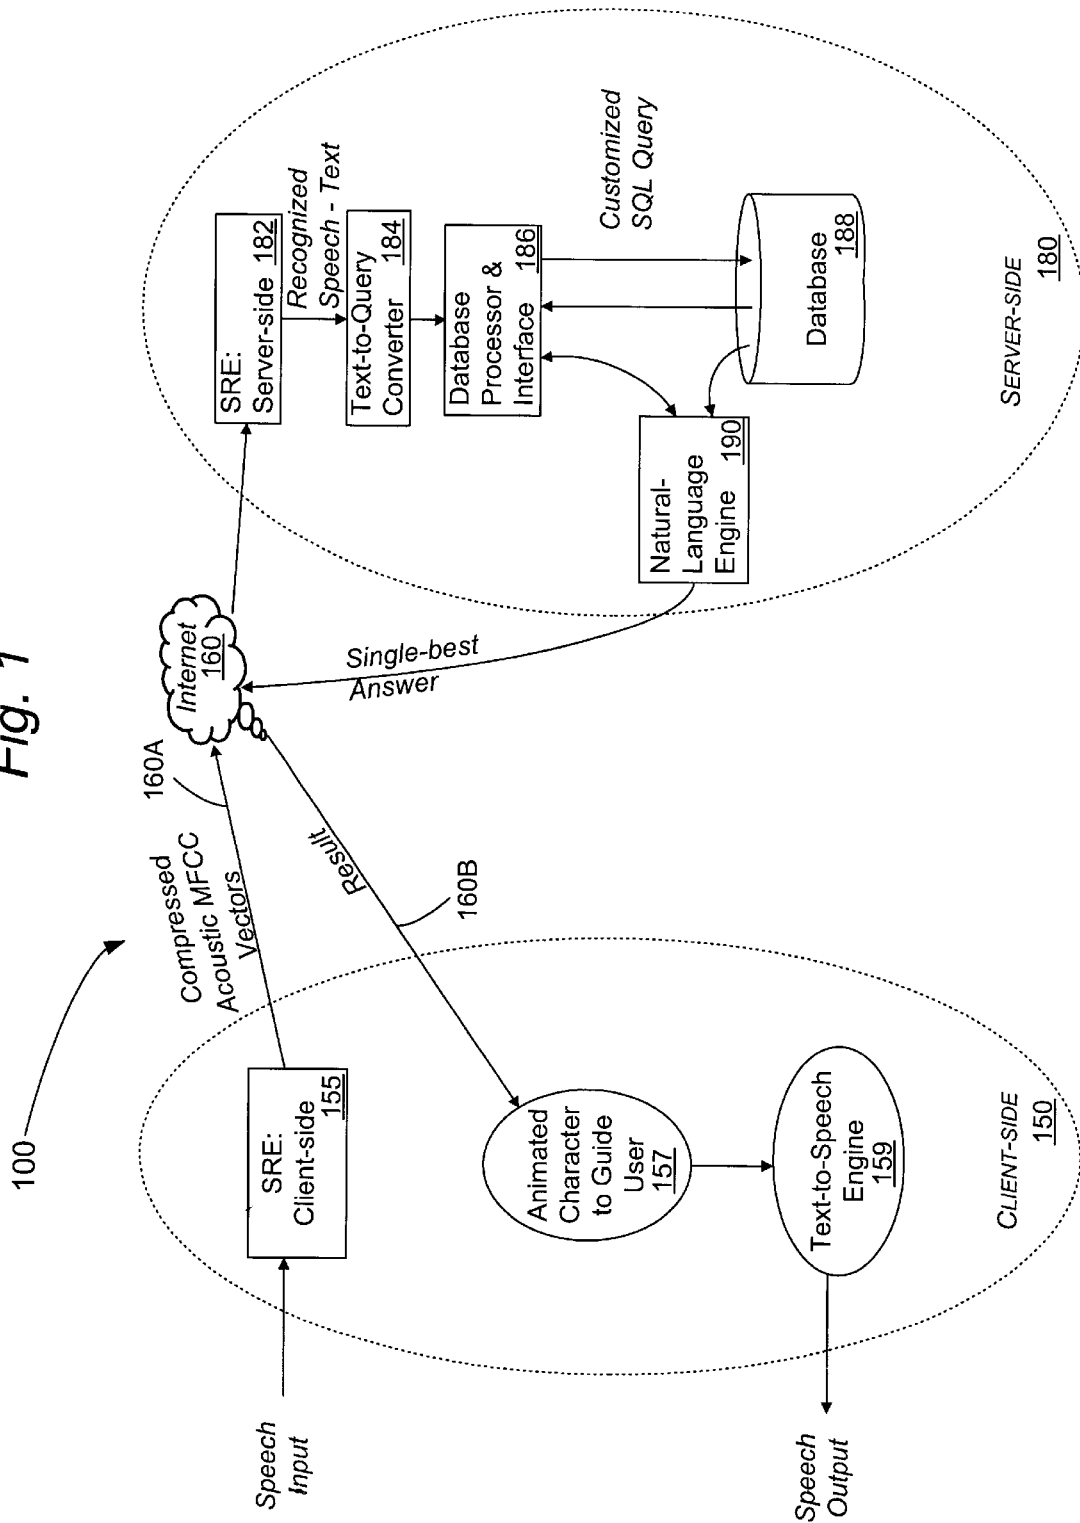 Fig. 1
100
Speech
Input
SRE:
Client-side
155
Compressed
Acoustic MFCC
Vectors
160A
Internet
160
Result
160B
Animated
Character
to Guide
User
157
Text-to-Speech
Engine
159
Speech
Output
CLIENT-SIDE
150
Single-best
Answer
SRE:
Server-side 182
Recognized
Speech - Text
Text-to-Query
Converter 184
Database
Processor &
Interface 186
Customized
SQL Query
Natural-
Language
Engine 190
Database
188
SERVER-SIDE
180